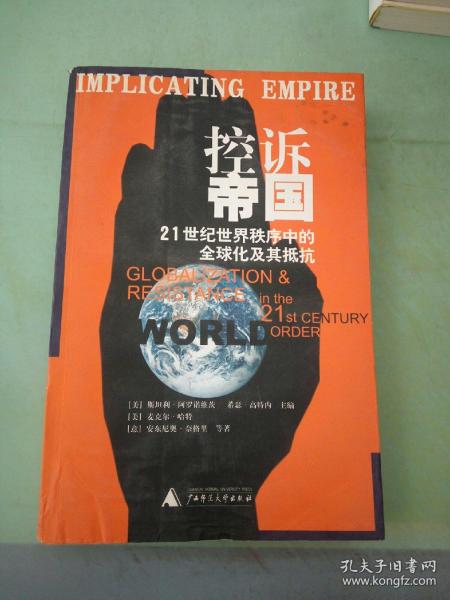 IMPLICATING EMPIRE
控诉
帝国
21世纪世界秩序中的
全球化及其抵抗
GLOBALIZATION &
RESISTANCE in the
21st CENTURY
WORLD ORDER
[美] 斯坦利·阿罗诺维茨 希瑟·高特内 主编
[美] 麦克尔·哈特
[意] 安东尼奥·奈格里 等著
广西师范大学出版社
孔夫子旧书网
www.kongfz.com